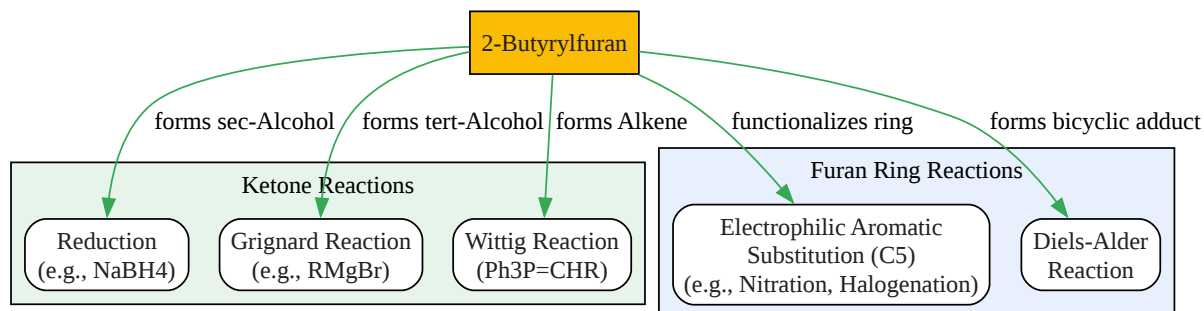 2-Butyrylfuran
forms sec-Alcohol
forms tert-Alcohol
forms Alkene
functionalizes ring
forms bicyclic adduct
Ketone Reactions
Furan Ring Reactions
Reduction
(e.g., NaBH4)
Grignard Reaction
(e.g., RMgBr)
Wittig Reaction
(Ph3P=CHR)
Electrophilic Aromatic
Substitution (C5)
(e.g., Nitration, Halogenation)
Diels-Alder
Reaction